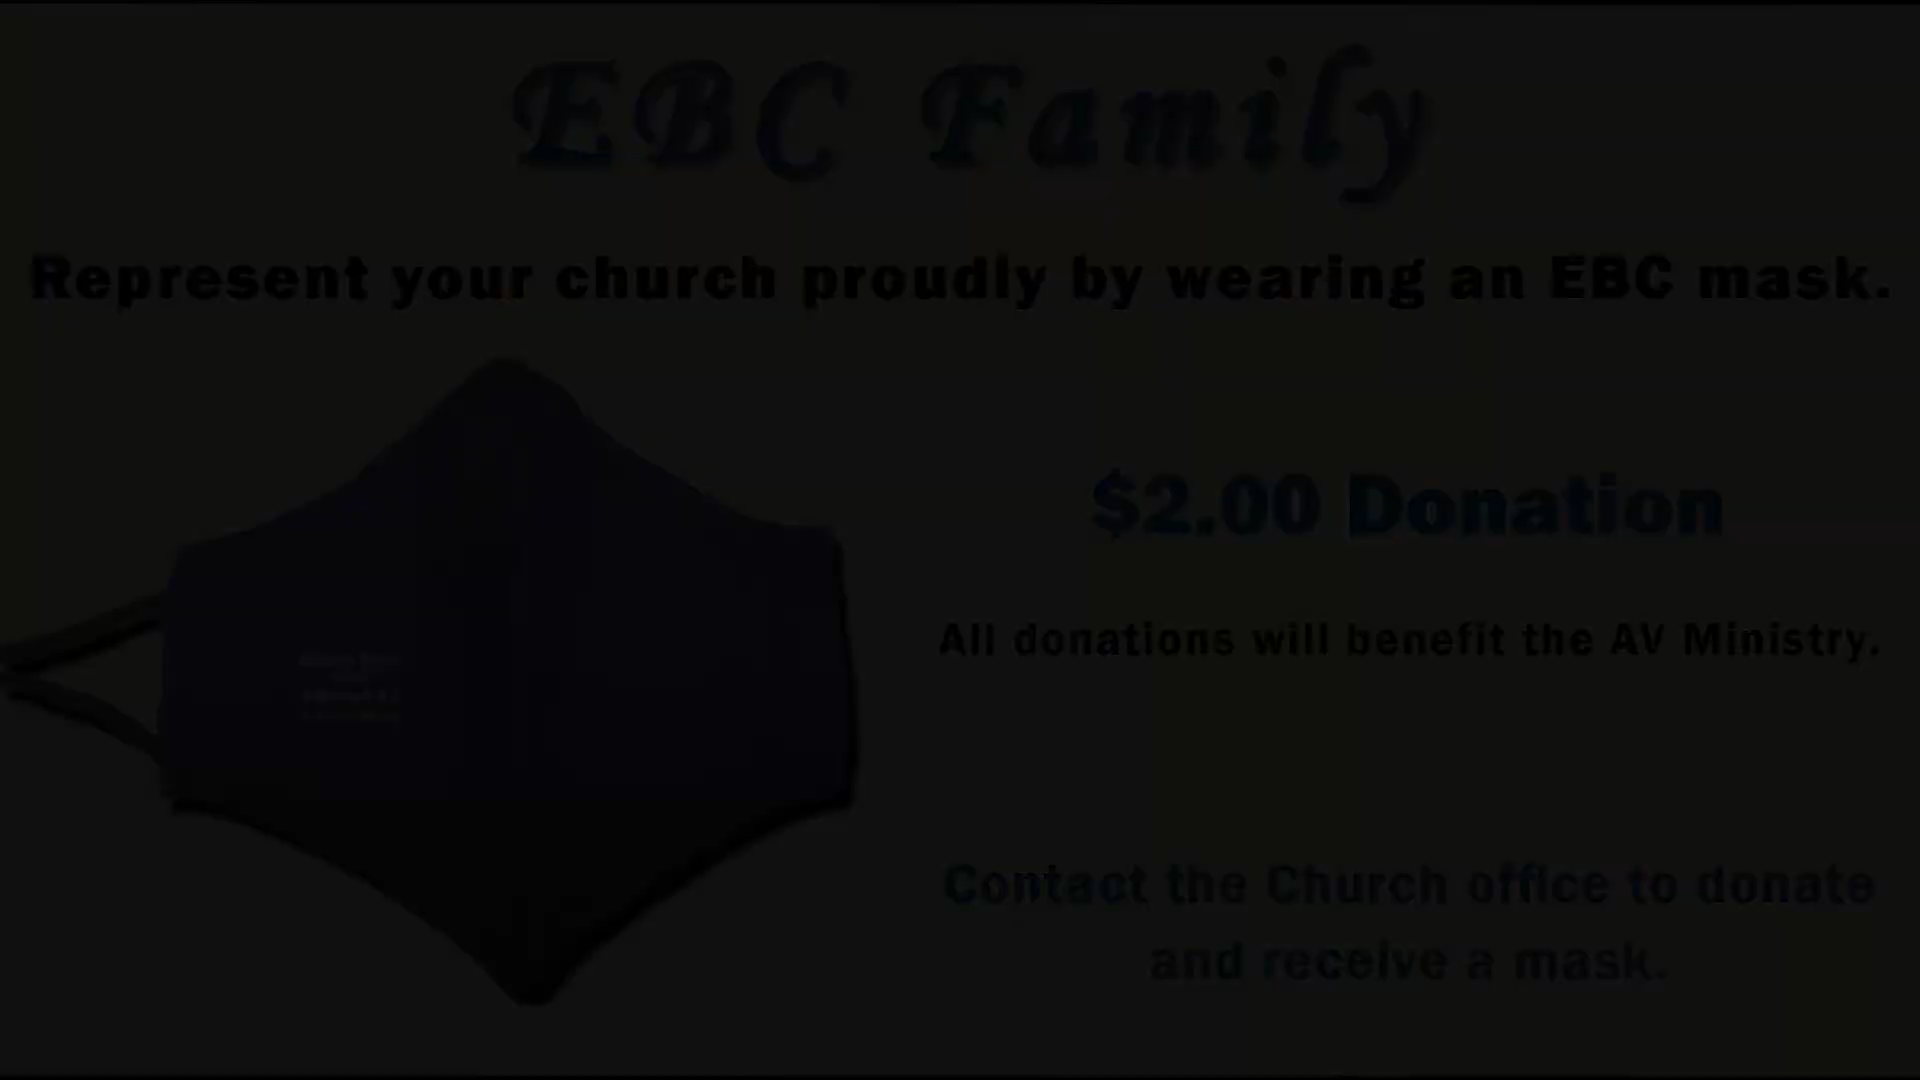 EBC Family
Represent your church proudly by wearing an EBC mask.
$2.00 Donation
All donations will benefit the AV Ministry.
Contact the Church office to donate
and receive a mask.